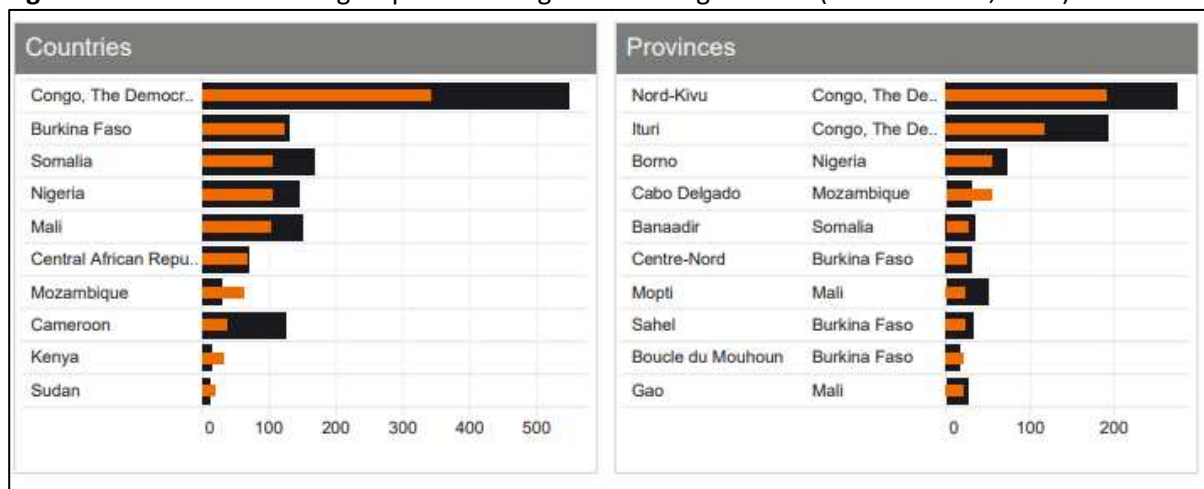 Countries
Congo, The Democr..
Burkina Faso
Somalia
Nigeria
Mali
Central African Repu..
Mozambique
Cameroon
Kenya
Sudan
0 100 200 300 400 500
Provinces
Nord-Kivu Congo, The De..
Ituri Congo, The De..
Borno Nigeria
Cabo Delgado Mozambique
Banaadir Somalia
Centre-Nord Burkina Faso
Mopti Mali
Sahel Burkina Faso
Boucle du Mouhoun Burkina Faso
Gao Mali
0 100 200